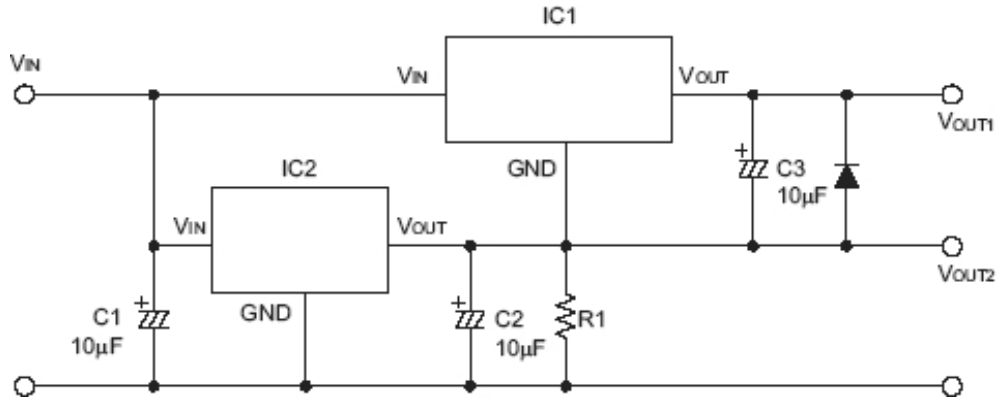 IC1
VIN
VIN
VOUT
VOUT1
GND
C3
10μF
IC2
VIN
VOUT
VOUT2
GND
C1
10μF
C2
10μF
R1